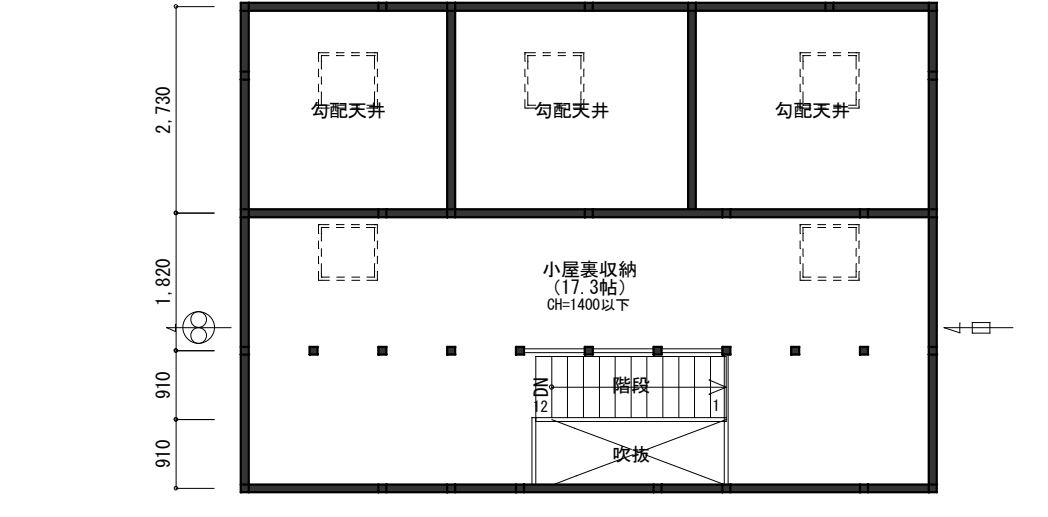 2,730
勾配天井
勾配天井
勾配天井
1,820
小屋裏収納
(17.3帖)
CH=1400以下
910
DN
階段
12
1
910
吹抜